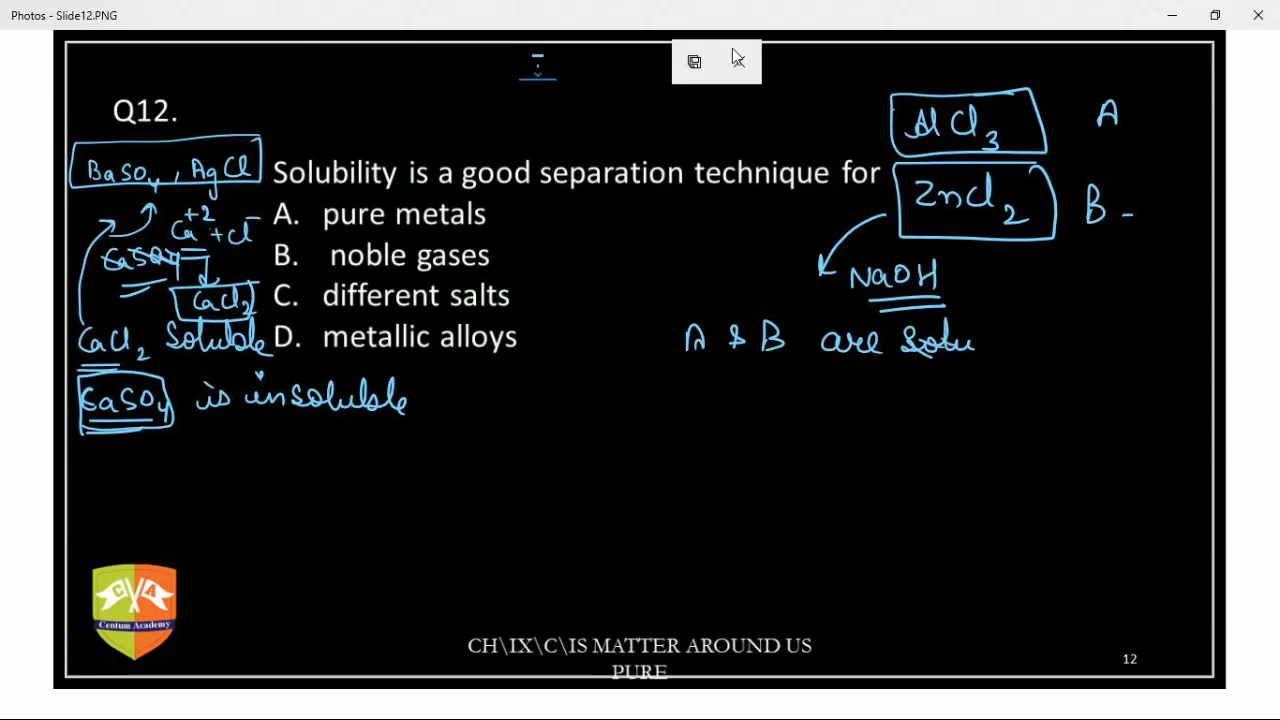 Photos - Slide12.PNG
Q12.
AlCl3 A
BaSO4, AgCl
Solubility is a good separation technique for
ZnCl2 B -
A. pure metals
Ca+2 + Cl-
CaSO4
B. noble gases
NaOH
C. different salts
CaCl2
CaCl2 Soluble
D. metallic alloys
A & B are solu
CaSO4 is insoluble
C A
Centum Academy
CH\IX\C\IS MATTER AROUND US
PURE
12